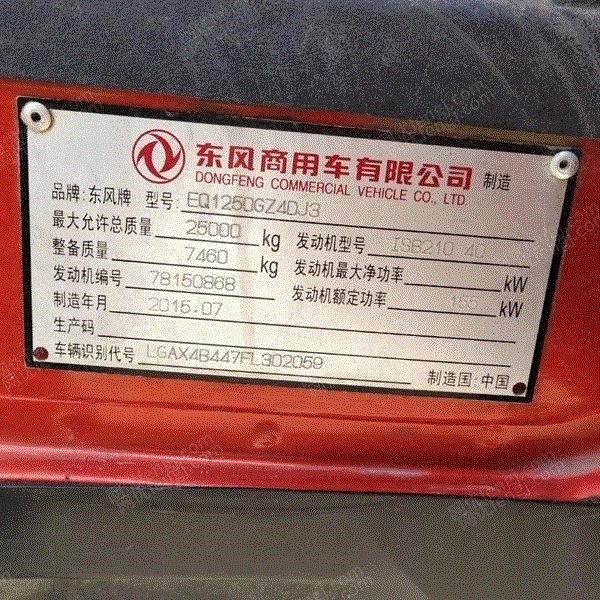 东风商用车有限公司 制造
DONGFENG COMMERCIAL VEHICLE CO., LTD.
品牌: 东风牌 型号: EQ1250GZ4DJ3
最大允许总质量 25000 kg 发动机型号 ISB210 40
整备质量 7460 kg 发动机最大净功率 kW
发动机编号 78150868 发动机额定功率 155 kW
制造年月 2015.07
生产码
车辆识别代号 LGAX4B447FL302059 制造国: 中国